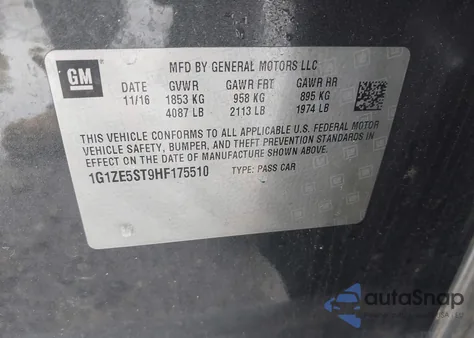 GM
MFD BY GENERAL MOTORS LLC
DATE GVWR GAWR FRT GAWR RR
11/16 1853 KG 958 KG 895 KG
4087 LB 2113 LB 1974 LB
THIS VEHICLE CONFORMS TO ALL APPLICABLE U.S. FEDERAL MOTOR
VEHICLE SAFETY, BUMPER, AND THEFT PREVENTION STANDARDS IN
EFFECT ON THE DATE OF MANUFACTURE SHOWN ABOVE.
1G1ZE5ST9HF175510 TYPE: PASS CAR
autoSnap